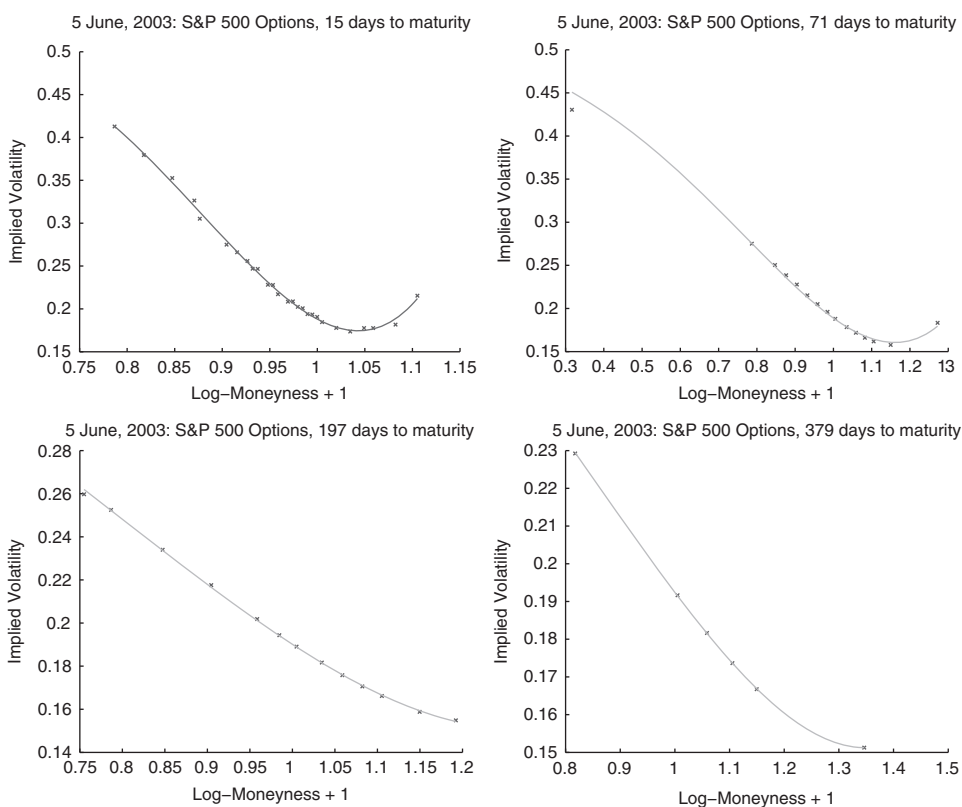 5 June, 2003: S&P 500 Options, 15 days to maturity
0.5
0.45
0.4
0.35
0.3
0.25
0.2
0.15
Implied Volatility
0.75 0.8 0.85 0.9 0.95 1 1.05 1.1 1.15
Log–Moneyness + 1
5 June, 2003: S&P 500 Options, 71 days to maturity
0.5
0.45
0.4
0.35
0.3
0.25
0.2
0.15
Implied Volatility
0.3 0.4 0.5 0.6 0.7 0.8 0.9 1 1.1 1.2 13
Log–Moneyness + 1
5 June, 2003: S&P 500 Options, 197 days to maturity
0.28
0.26
0.24
0.22
0.2
0.18
0.16
0.14
Implied Volatility
0.75 0.8 0.85 0.9 0.95 1 1.05 1.1 1.15 1.2
Log–Moneyness + 1
5 June, 2003: S&P 500 Options, 379 days to maturity
0.23
0.22
0.21
0.2
0.19
0.18
0.17
0.16
0.15
Implied Volatility
0.8 0.9 1 1.1 1.2 1.3 1.4 1.5
Log–Moneyness + 1